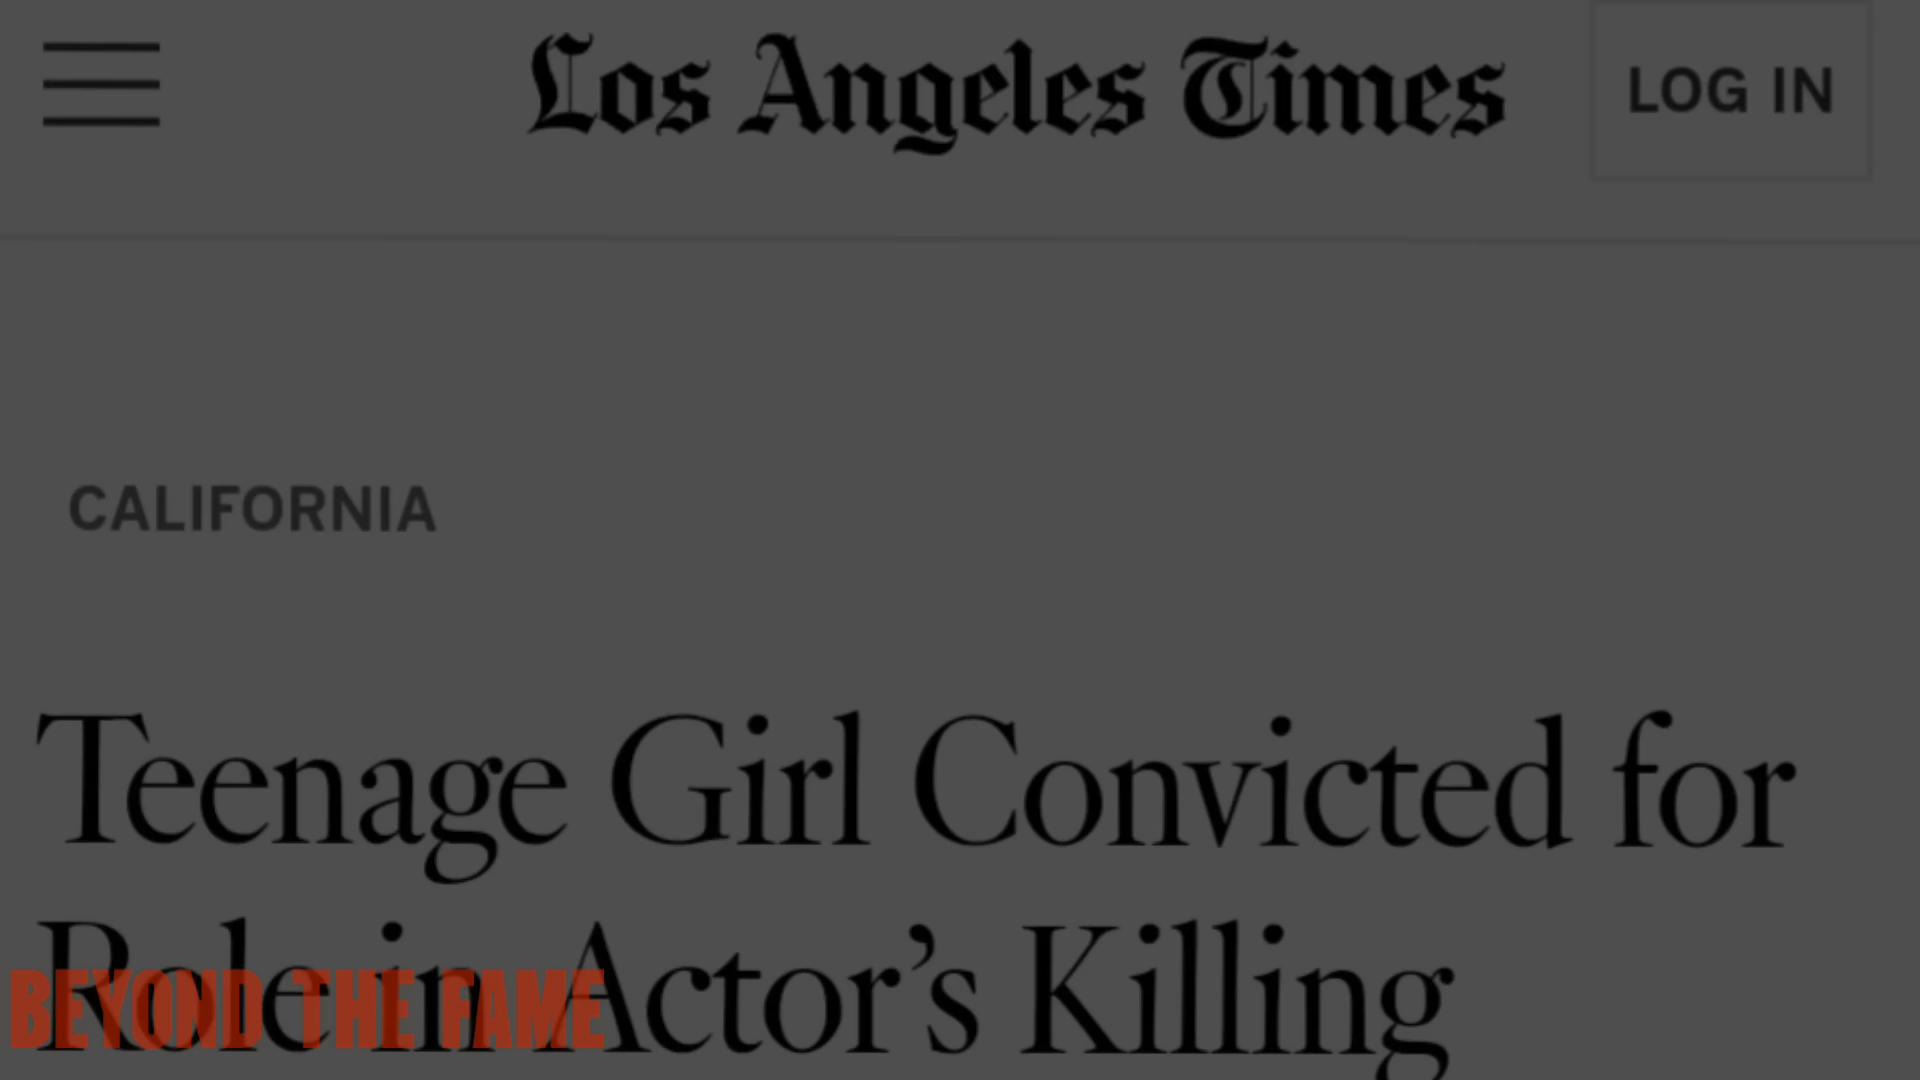 Los Angeles Times
LOG IN
CALIFORNIA
Teenage Girl Convicted for
Role in Actor’s Killing
BEYOND THE FAME